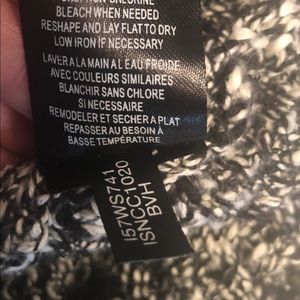 BLEACH WHEN NEEDED
RESHAPE AND LAY FLAT TO DRY
LOW IRON IF NECESSARY
LAVER A LA MAIN A L EAU FROIDE
AVEC COULEURS SIMILAIRES
BLANCHIR SANS CHLORE
SI NECESSAIRE
REMODELER ET SECHER A PLAT
REPASSER AU BESOIN À
BASSE TEMPÉRATURE
I57WS741
ISNCC1020
BVH